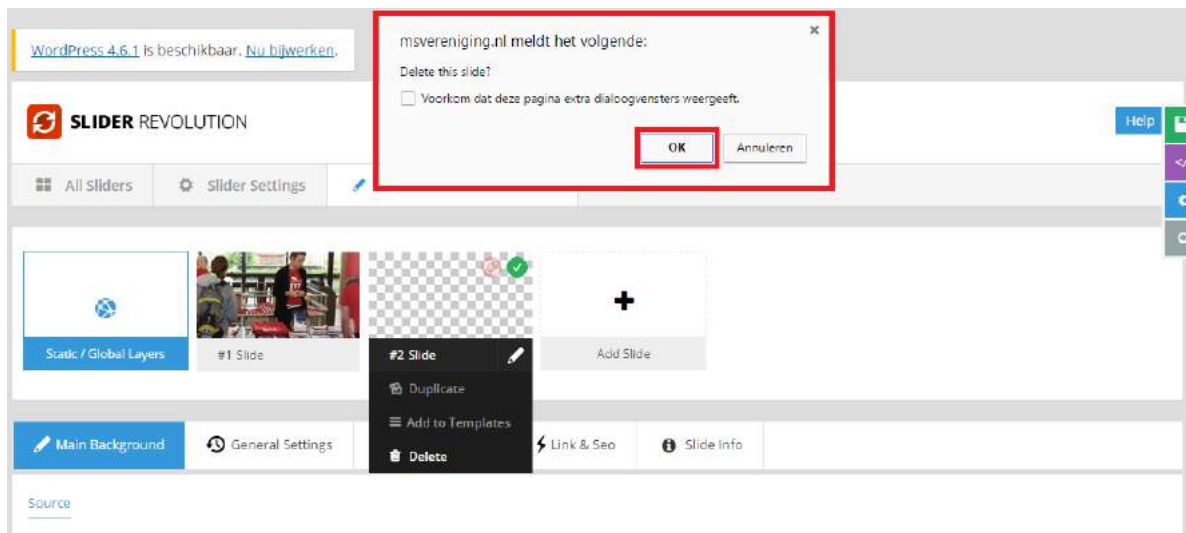 WordPress 4.6.1 is beschikbaar. Nu bijwerken.
msvereniging.nl meldt het volgende:
Delete this slide?
Voorkom dat deze pagina extra dialoogvensters weergeeft.
OK
Annuleren
SLIDER REVOLUTION
Help
All Sliders
Slider Settings
Static / Global Layers
#1 Slide
#2 Slide
Add Slide
Duplicate
Add to Templates
Delete
Main Background
General Settings
Link & Seo
Slide Info
Source